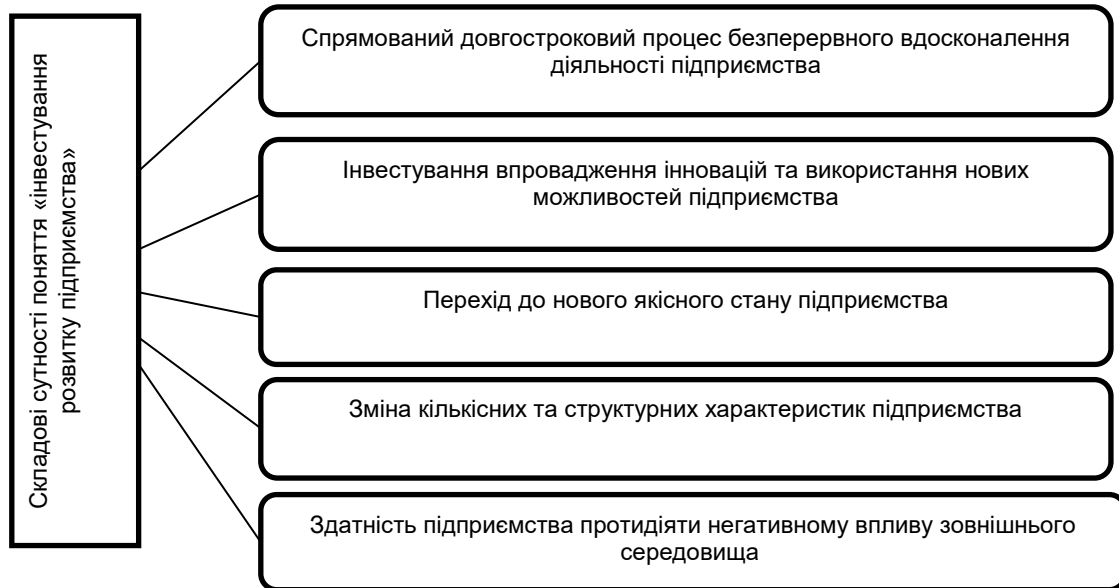 Складові сутності поняття «інвестування
розвитку підприємства»
Спрямований довгостроковий процес безперервного вдосконалення
діяльності підприємства
Інвестування впровадження інновацій та використання нових
можливостей підприємства
Перехід до нового якісного стану підприємства
Зміна кількісних та структурних характеристик підприємства
Здатність підприємства протидіяти негативному впливу зовнішнього
середовища